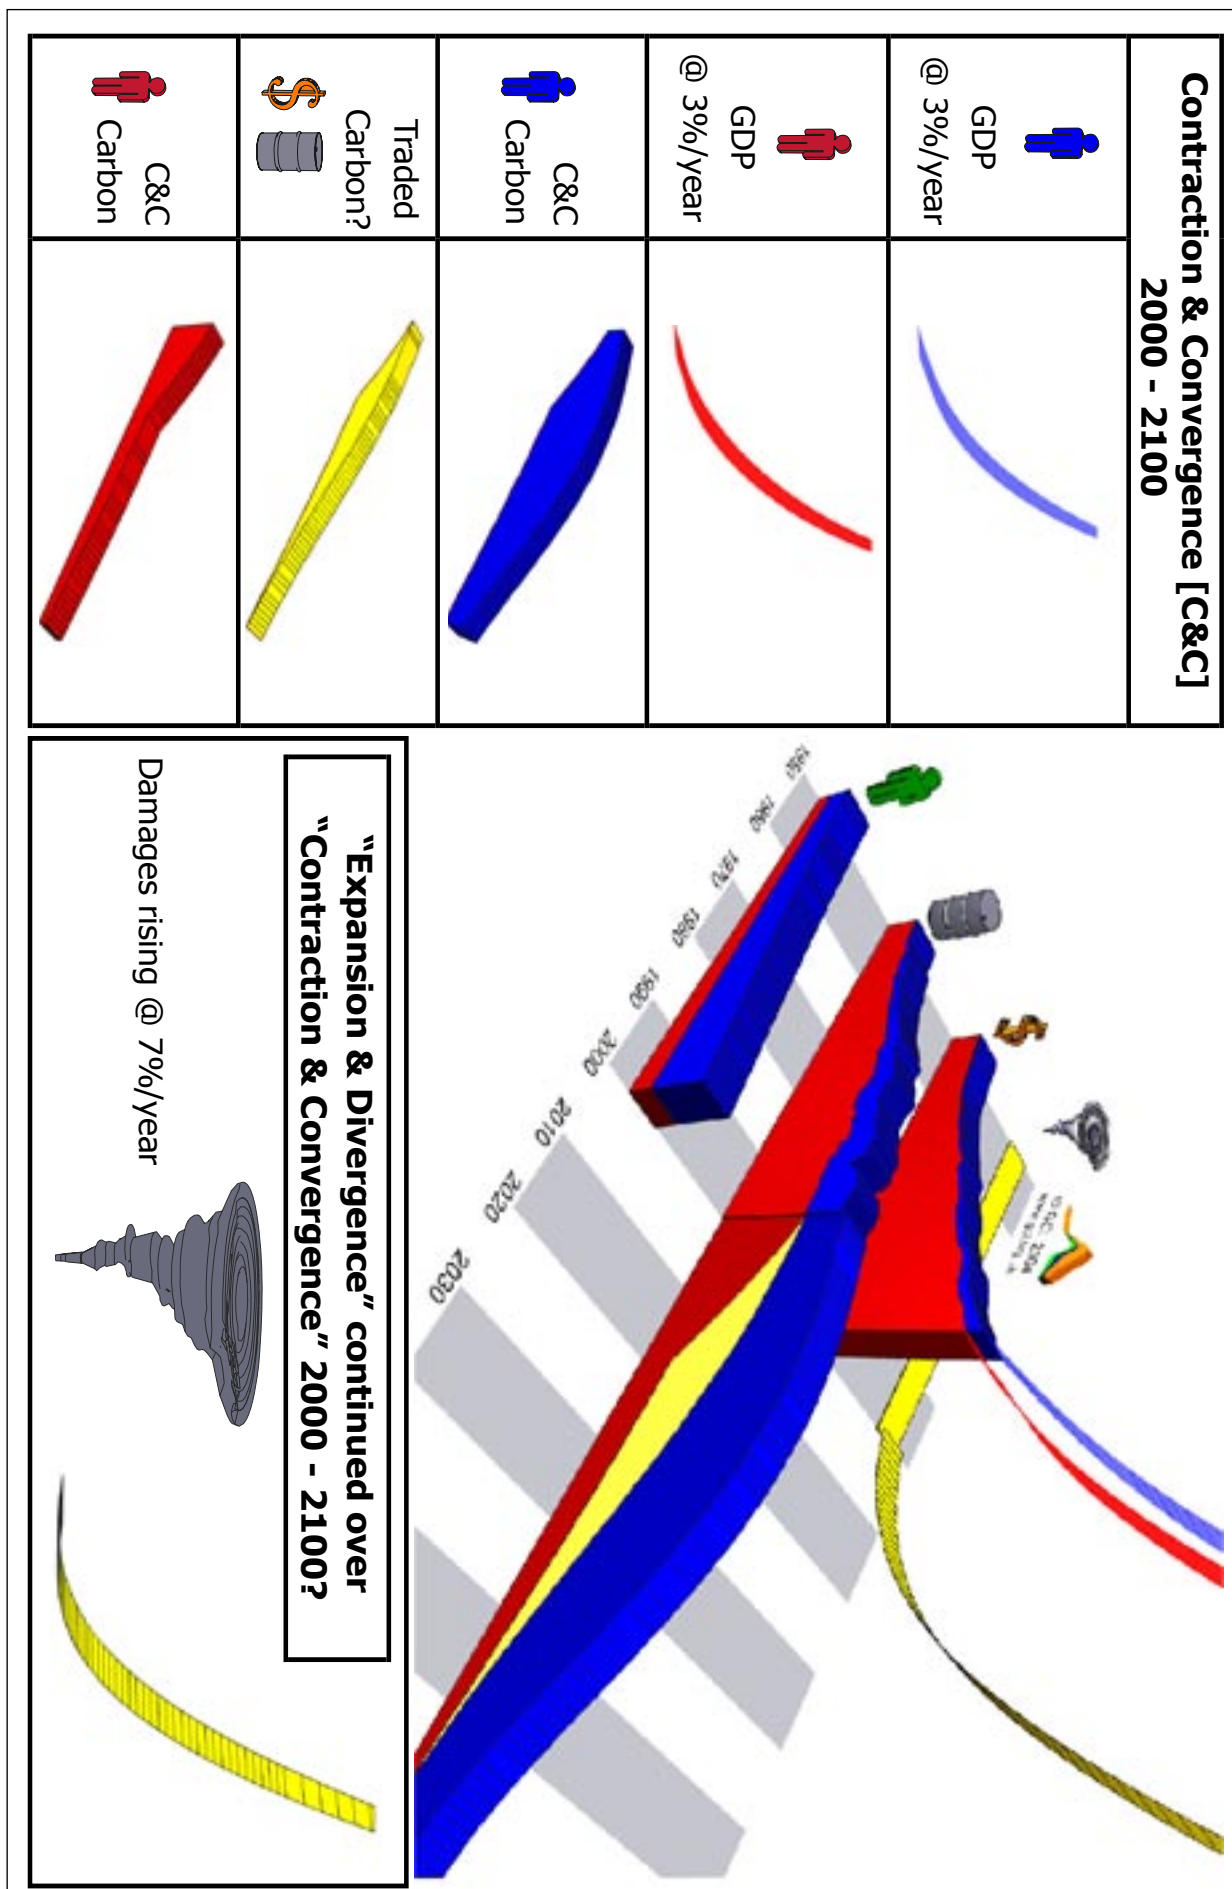 Contraction & Convergence [C&C]
2000 - 2100
GDP
@ 3%/year
GDP
@ 3%/year
C&C
Carbon
Traded
Carbon?
C&C
Carbon
1960
1970
1980
1990
2000
2010
2020
2030
"Expansion & Divergence" continued over
"Contraction & Convergence" 2000 - 2100?
Damages rising @ 7%/year